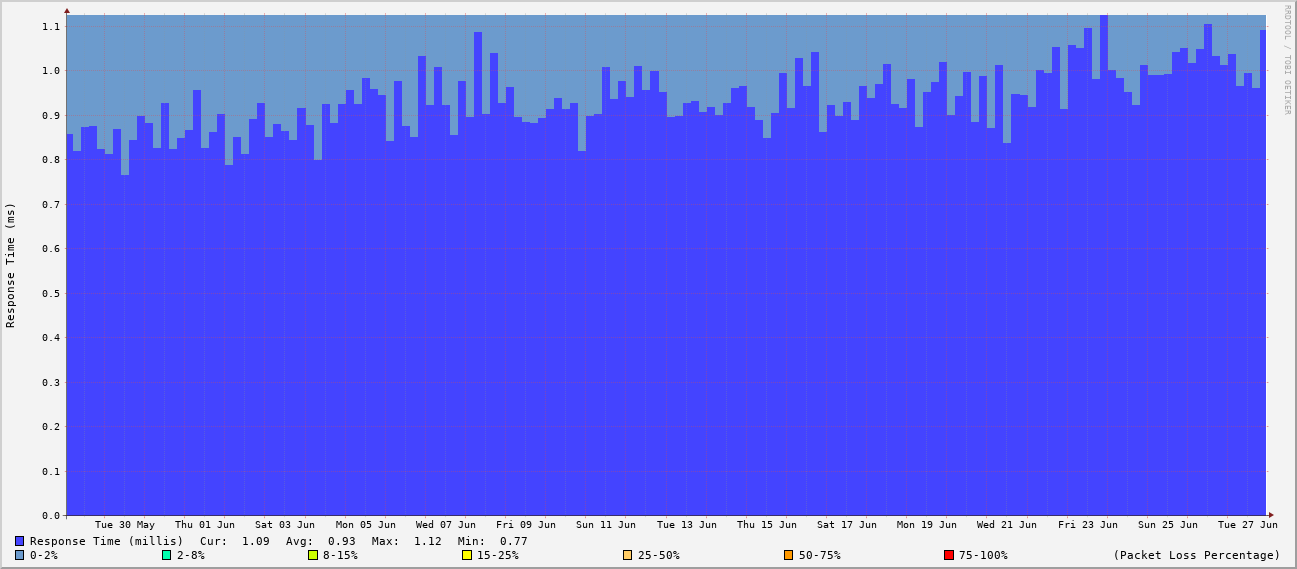 RRDTOOL / TOBI OETIKER
Response Time (ms)
1.1
1.0
0.9
0.8
0.7
0.6
0.5
0.4
0.3
0.2
0.1
0.0
Tue 30 May Thu 01 Jun Sat 03 Jun Mon 05 Jun Wed 07 Jun Fri 09 Jun Sun 11 Jun Tue 13 Jun Thu 15 Jun Sat 17 Jun Mon 19 Jun Wed 21 Jun Fri 23 Jun Sun 25 Jun Tue 27 Jun
Response Time (millis) Cur: 1.09 Avg: 0.93 Max: 1.12 Min: 0.77
0-2% 2-8% 8-15% 15-25% 25-50% 50-75% 75-100% (Packet Loss Percentage)